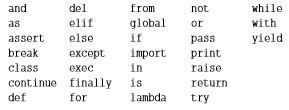 and del from not while
as elif global or with
assert else if pass yield
break except import print
class exec in raise
continue finally is return
def for lambda try